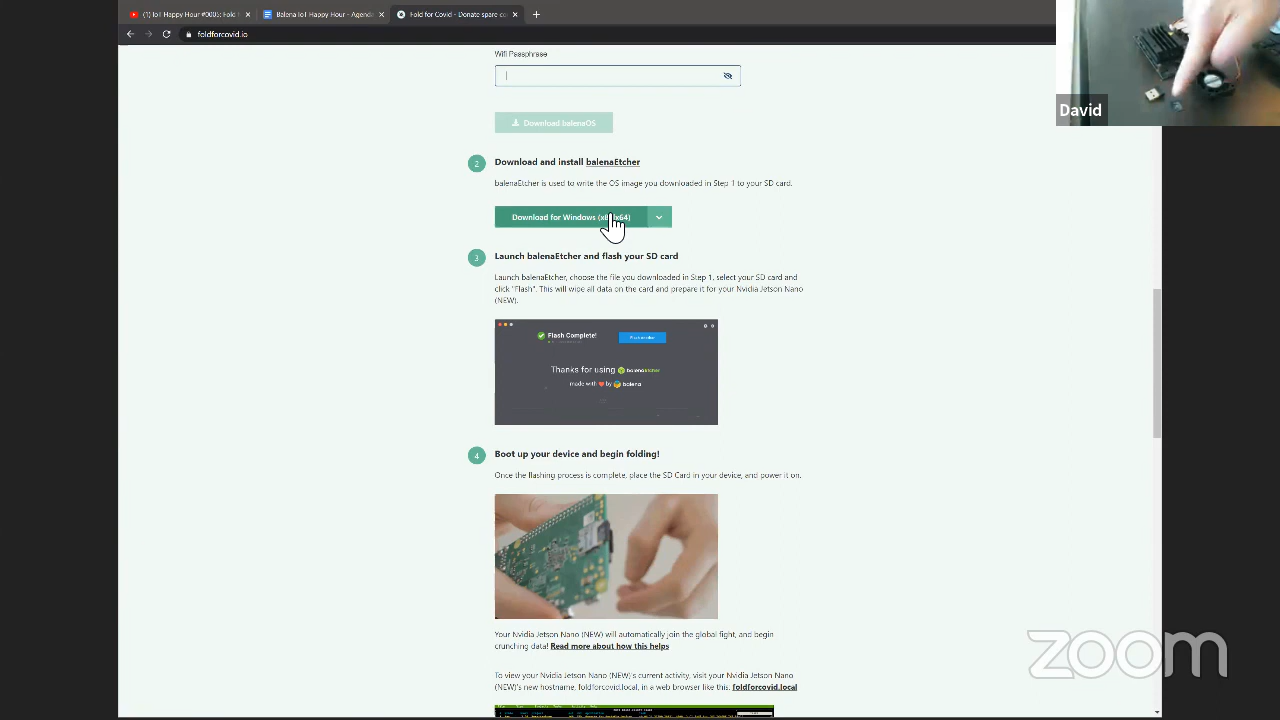 (1) IoT Happy Hour #0005: Fold f
Balena IoT Happy Hour - Agenda
Fold for Covid - Donate spare co
foldforcovid.io
David
Wifi Passphrase
Download balenaOS
2
Download and install balenaEtcher
balenaEtcher is used to write the OS image you downloaded in Step 1 to your SD card.
Download for Windows (x64)
3
Launch balenaEtcher and flash your SD card
Launch balenaEtcher, choose the file you downloaded in Step 1, select your SD card and
click "Flash". This will wipe all data on the card and prepare it for your Nvidia Jetson Nano
(NEW).
Flash Complete!
Thanks for using balenaEtcher
made with by balena
4
Boot up your device and begin folding!
Once the flashing process is complete, place the SD Card in your device, and power it on.
Your Nvidia Jetson Nano (NEW) will automatically join the global fight, and begin
crunching data! Read more about how this helps
To view your Nvidia Jetson Nano (NEW)'s current activity, visit your Nvidia Jetson Nano
(NEW)'s new hostname, foldforcovid.local, in a web browser like this: foldforcovid.local
zoom